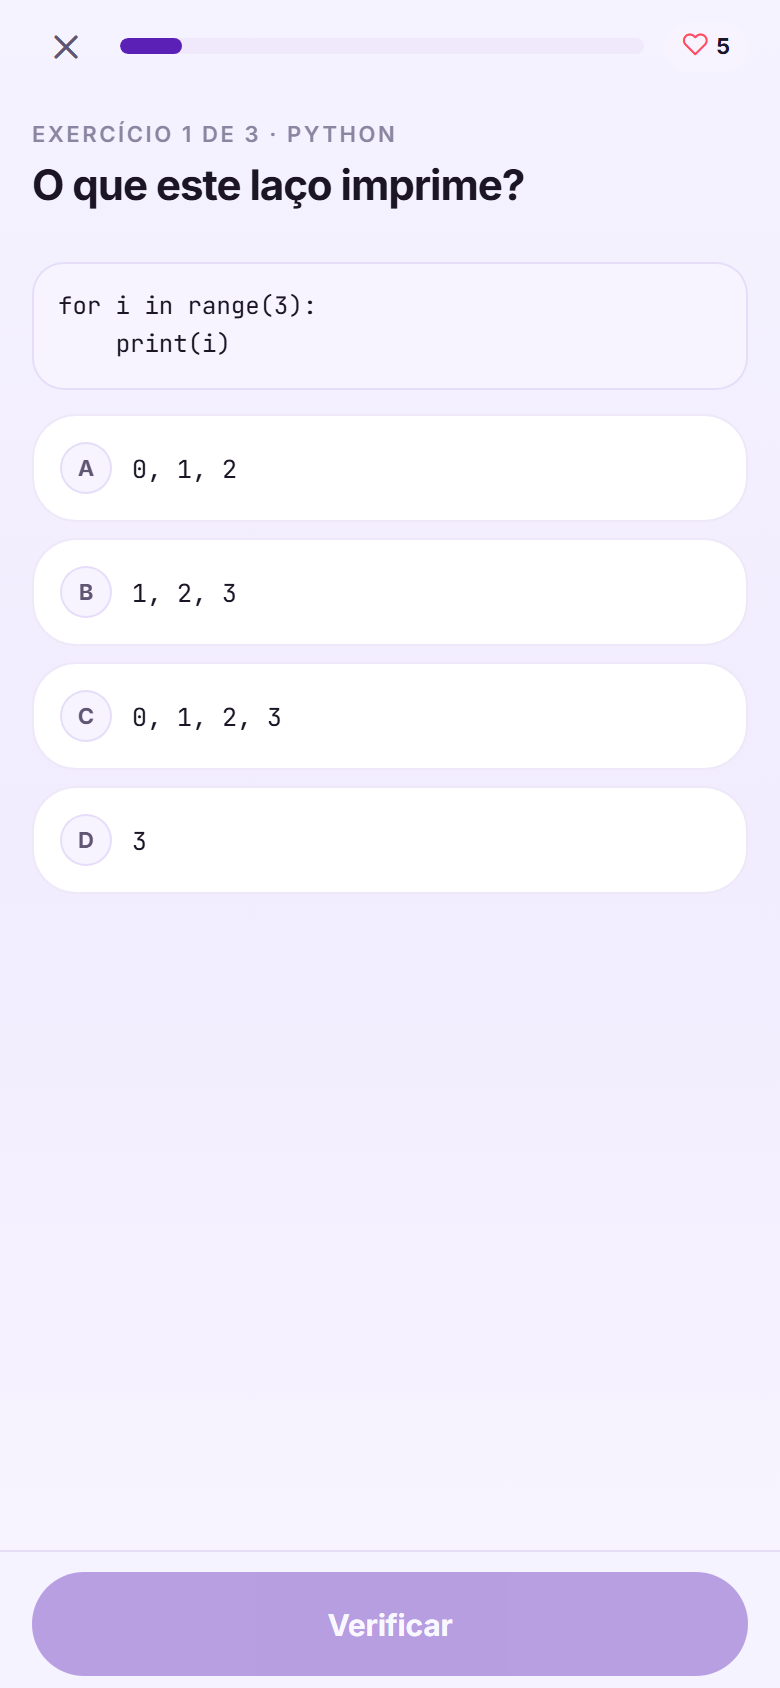 5
EXERCÍCIO 1 DE 3 · PYTHON
O que este laço imprime?
for i in range(3):
    print(i)
A 0, 1, 2
B 1, 2, 3
C 0, 1, 2, 3
D 3
Verificar